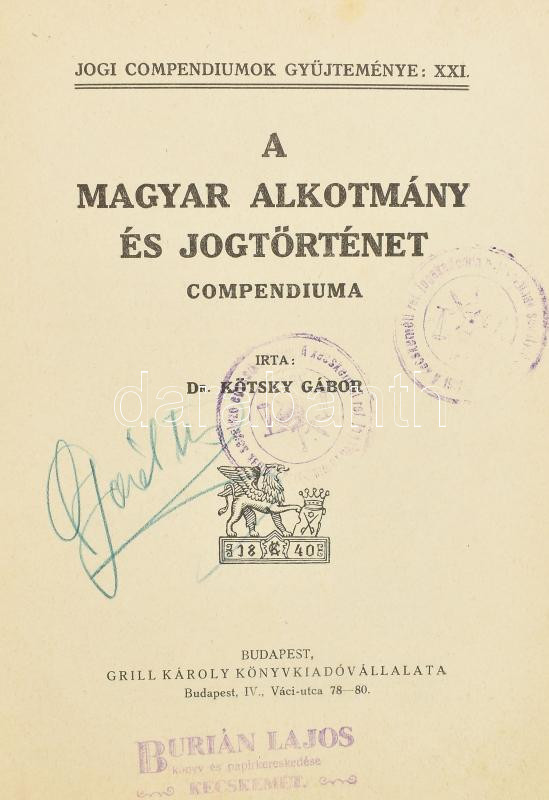 JOGI COMPENDIUMOK GYŰJTEMÉNYE: XXI.
A
MAGYAR ALKOTMÁNY
ÉS JOGTÖRTÉNET
COMPENDIUMA
IRTA:
DR. KÖTSKY GÁBOR
darabanth
18 40
BUDAPEST,
GRILL KÁROLY KÖNYVKIADÓVÁLLALATA
Budapest, IV., Váci-utca 78—80.
BURIÁN LAJOS
könyv és papirkereskedése
KECSKEMÉT.